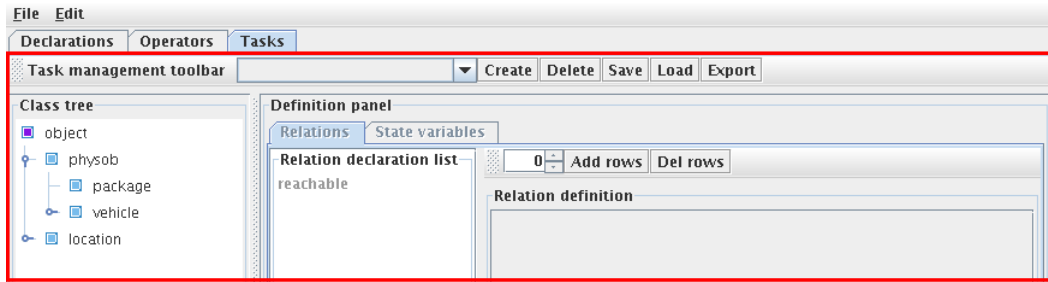 File Edit
Declarations Operators Tasks
Task management toolbar Create Delete Save Load Export
Class tree
object
physob
package
vehicle
location
Definition panel
Relations State variables
Relation declaration list
reachable
0 Add rows Del rows
Relation definition